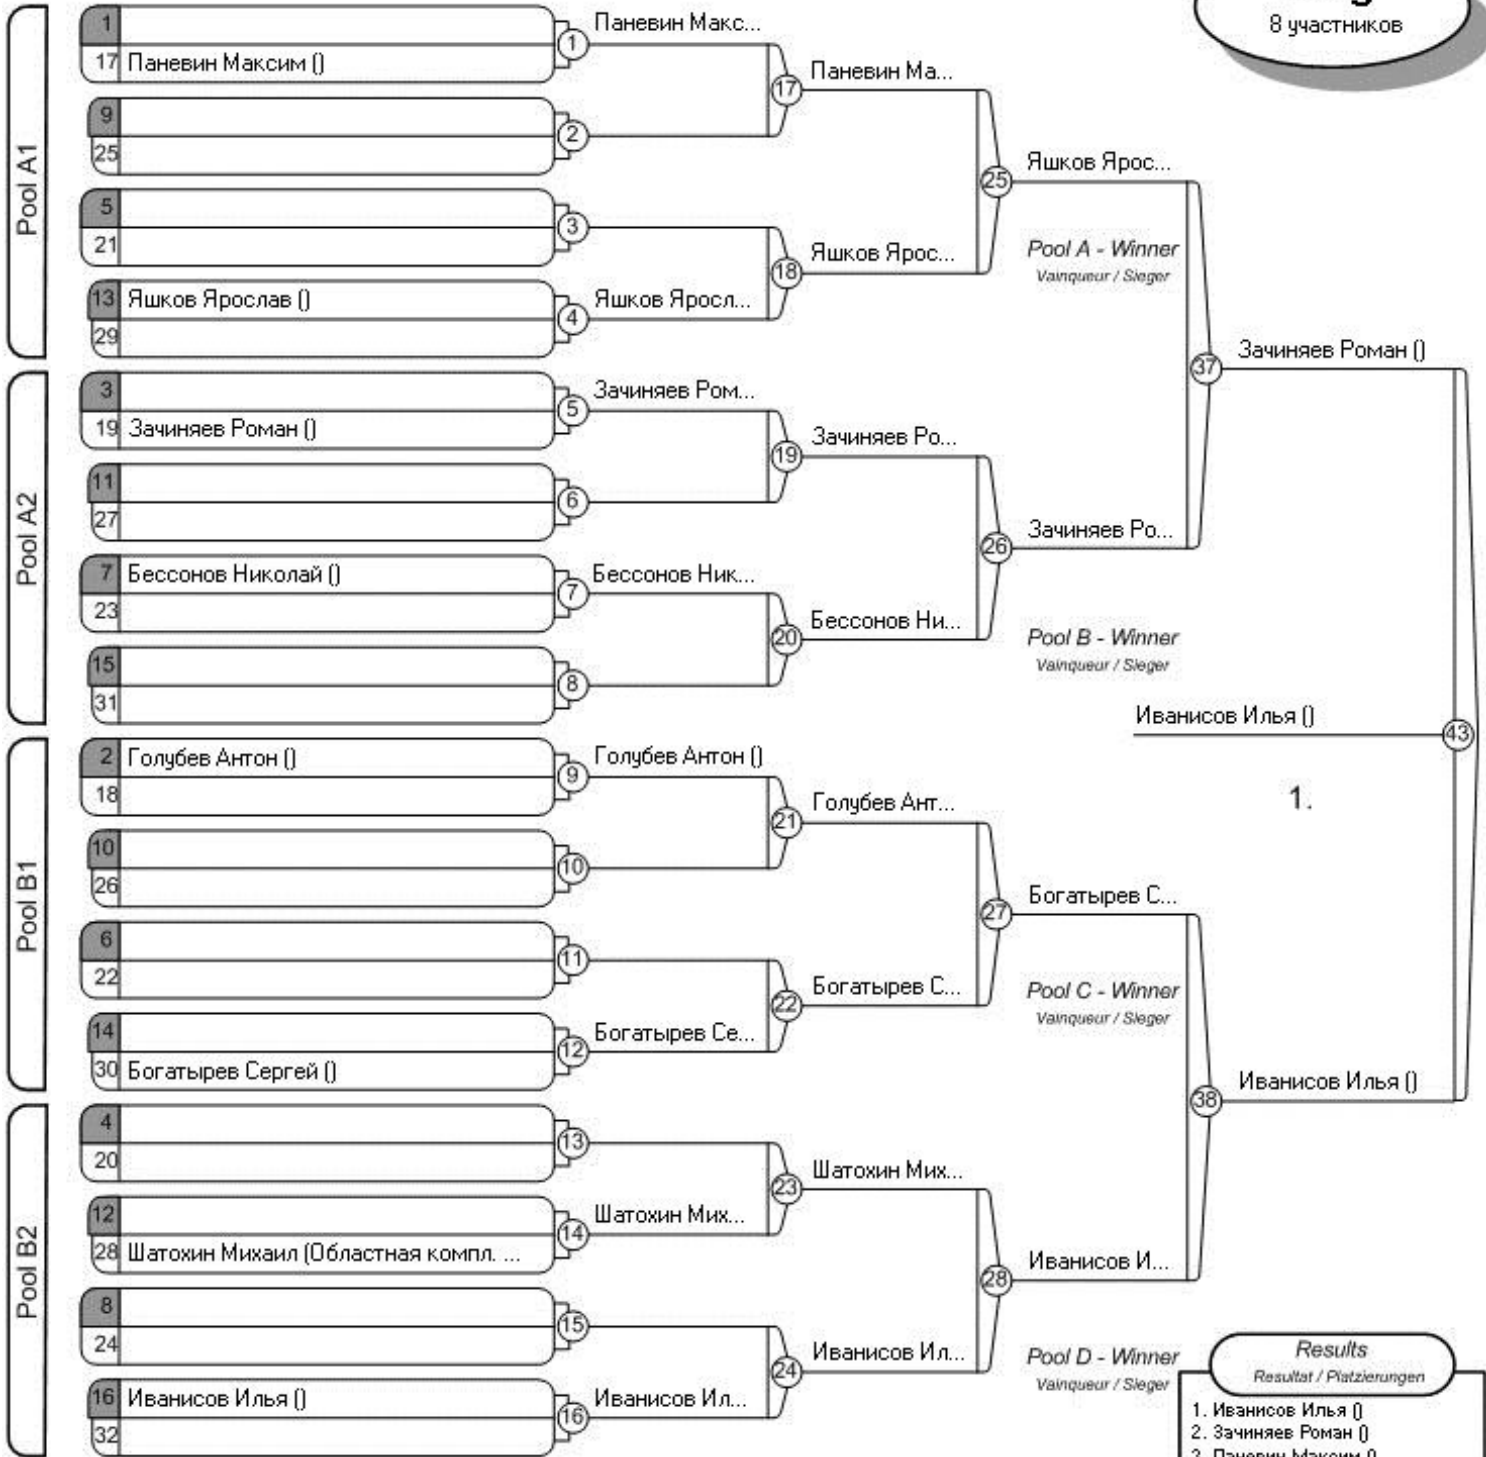 8 участников
Pool A1
1
17 Паневин Максим ()
9
25
5
21
13 Яшков Ярослав ()
29
Pool A2
3
19 Зачиняев Роман ()
11
27
7 Бессонов Николай ()
23
15
31
Pool B1
2 Голубев Антон ()
18
10
26
6
22
14
30 Богатырев Сергей ()
Pool B2
4
20
12
28 Шатохин Михаил (Областная компл. ...
8
24
16 Иванисов Илья ()
32
1 Паневин Макс...
2
3
4 Яшков Яросл...
5 Зачиняев Ром...
6
7 Бессонов Ник...
8
9 Голубев Антон ()
10
11
12 Богатырев Се...
13
14 Шатохин Мих...
15
16 Иванисов Ил...
17 Паневин Ма...
18 Яшков Ярос...
19 Зачиняев Ро...
20 Бессонов Ни...
21 Голубев Ант...
22 Богатырев С...
23 Шатохин Мих...
24 Иванисов Ил...
25 Яшков Ярос...
Pool A - Winner
Vainqueur / Sieger
26 Зачиняев Ро...
Pool B - Winner
Vainqueur / Sieger
27 Богатырев С...
Pool C - Winner
Vainqueur / Sieger
28 Иванисов И...
Pool D - Winner
Vainqueur / Sieger
37 Зачиняев Роман ()
38 Иванисов Илья ()
Иванисов Илья () 43
1.
Results
Resultat / Platzierungen
1. Иванисов Илья ()
2. Зачиняев Роман ()
3. Паневин Максим ()